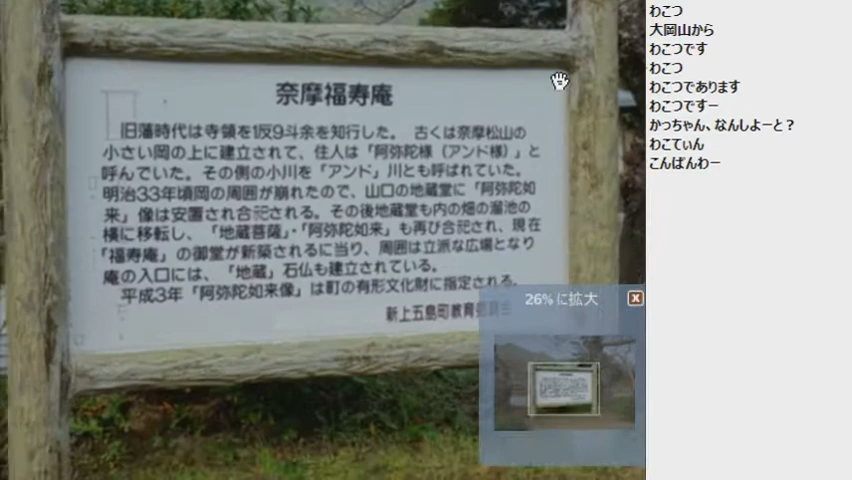 奈摩福寿庵
旧藩時代は寺領を1反9斗余を知行した。 古くは奈摩松山の
小さい岡の上に建立されて、住人は「阿弥陀様(アンド様)」と
呼んでいた。その側の小川を「アンド」川とも呼ばれていた。
明治33年頃岡の周囲が崩れたので、山口の地蔵堂に「阿弥陀如
来」像は安置され合祀される。その後地蔵堂も内の畑の溜池の
横に移転し、「地蔵菩薩」・「阿弥陀如来」も再び合祀され、現在
「福寿庵」の御堂が新築されるに当り、周囲は立派な広場となり
庵の入口には、「地蔵」石仏も建立されている。
平成3年「阿弥陀如来像」は町の有形文化財に指定される。
新上五島町教育委員会
26%に拡大
わこつ
大岡山から
わこつです
わこつ
わこつであります
わこつですー
かっちゃん、なんしよーと?
わこてぃん
こんばんわー